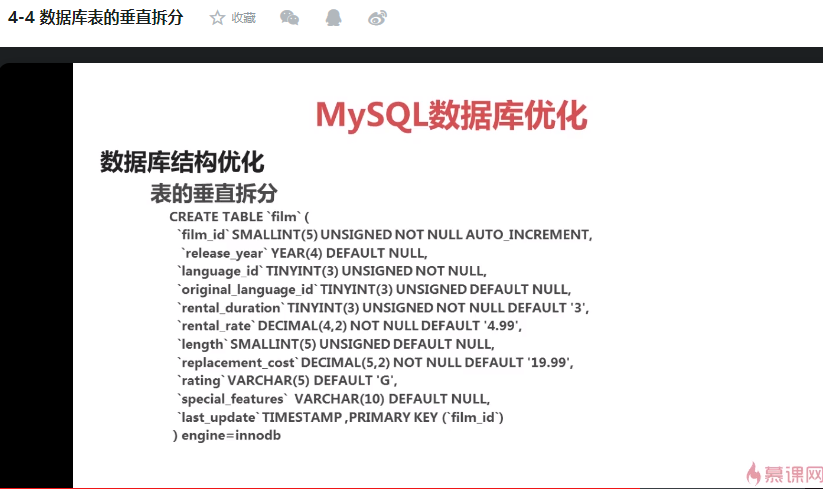 4-4 数据库表的垂直拆分 收藏
MySQL数据库优化
数据库结构优化
表的垂直拆分
CREATE TABLE `film` (
`film_id` SMALLINT(5) UNSIGNED NOT NULL AUTO_INCREMENT,
`release_year` YEAR(4) DEFAULT NULL,
`language_id` TINYINT(3) UNSIGNED NOT NULL,
`original_language_id` TINYINT(3) UNSIGNED DEFAULT NULL,
`rental_duration` TINYINT(3) UNSIGNED NOT NULL DEFAULT '3',
`rental_rate` DECIMAL(4,2) NOT NULL DEFAULT '4.99',
`length` SMALLINT(5) UNSIGNED DEFAULT NULL,
`replacement_cost` DECIMAL(5,2) NOT NULL DEFAULT '19.99',
`rating` VARCHAR(5) DEFAULT 'G',
`special_features` VARCHAR(10) DEFAULT NULL,
`last_update` TIMESTAMP ,PRIMARY KEY (`film_id`)
) engine=innodb
慕课网